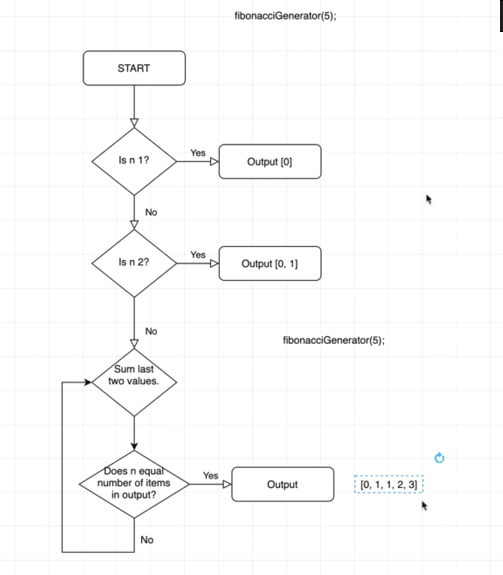 fibonacciGenerator(5);
START
Is n 1?
Yes
Output [0]
No
Is n 2?
Yes
Output [0, 1]
No
fibonacciGenerator(5);
Sum last
two values.
Does n equal
number of items
in output?
Yes
Output
[0, 1, 1, 2, 3]
No